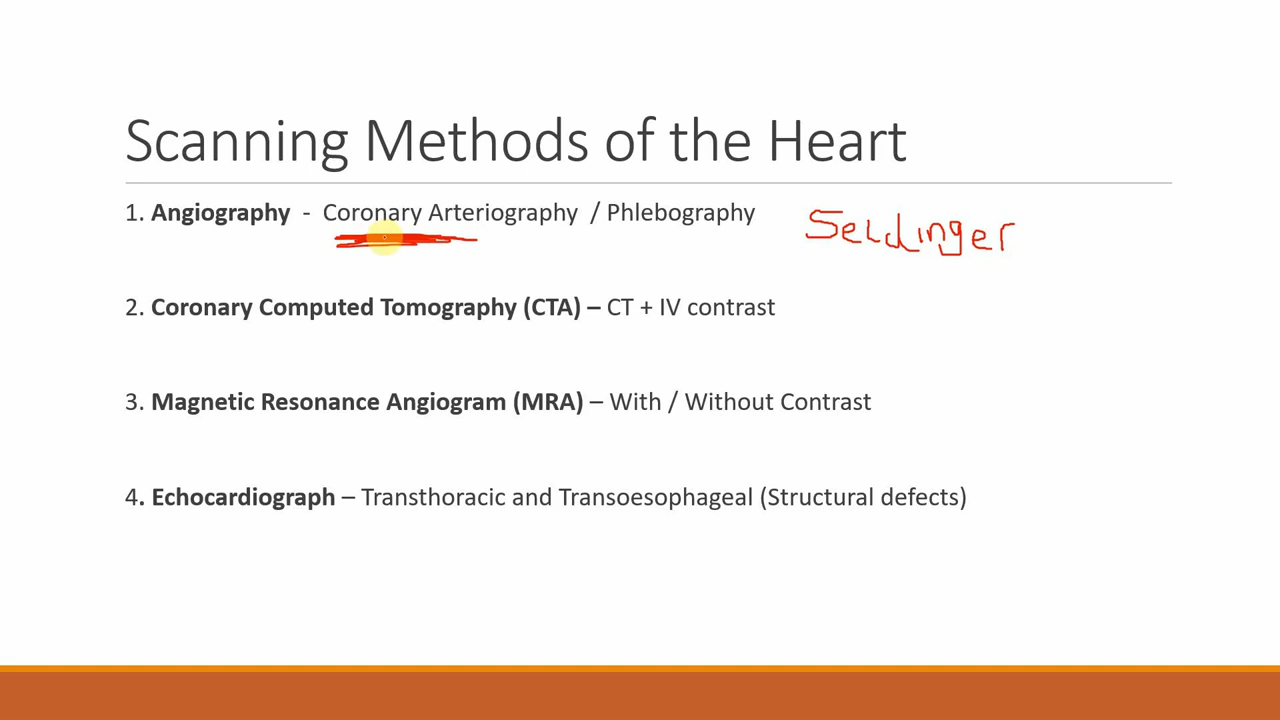 Scanning Methods of the Heart
1. Angiography - Coronary Arteriography / Phlebography Seldinger
2. Coronary Computed Tomography (CTA) – CT + IV contrast
3. Magnetic Resonance Angiogram (MRA) – With / Without Contrast
4. Echocardiograph – Transthoracic and Transoesophageal (Structural defects)